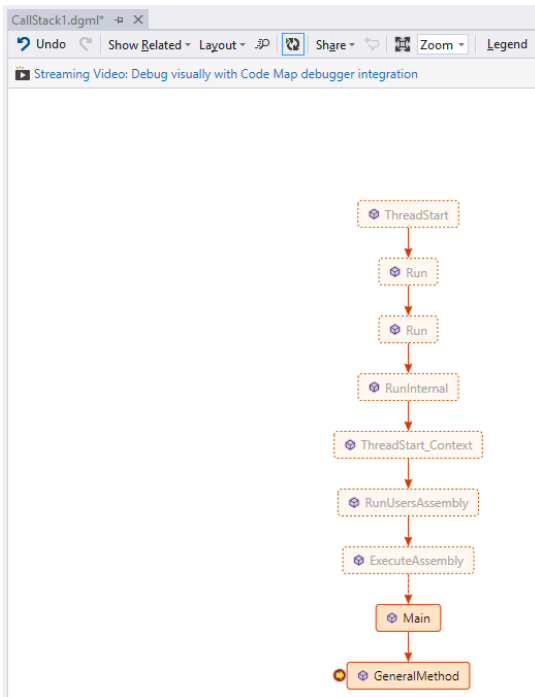 CallStack1.dgml*
Undo Show Related Layout Share Zoom Legend
Streaming Video: Debug visually with Code Map debugger integration
ThreadStart
Run
Run
RunInternal
ThreadStart_Context
RunUsersAssembly
ExecuteAssembly
Main
GeneralMethod